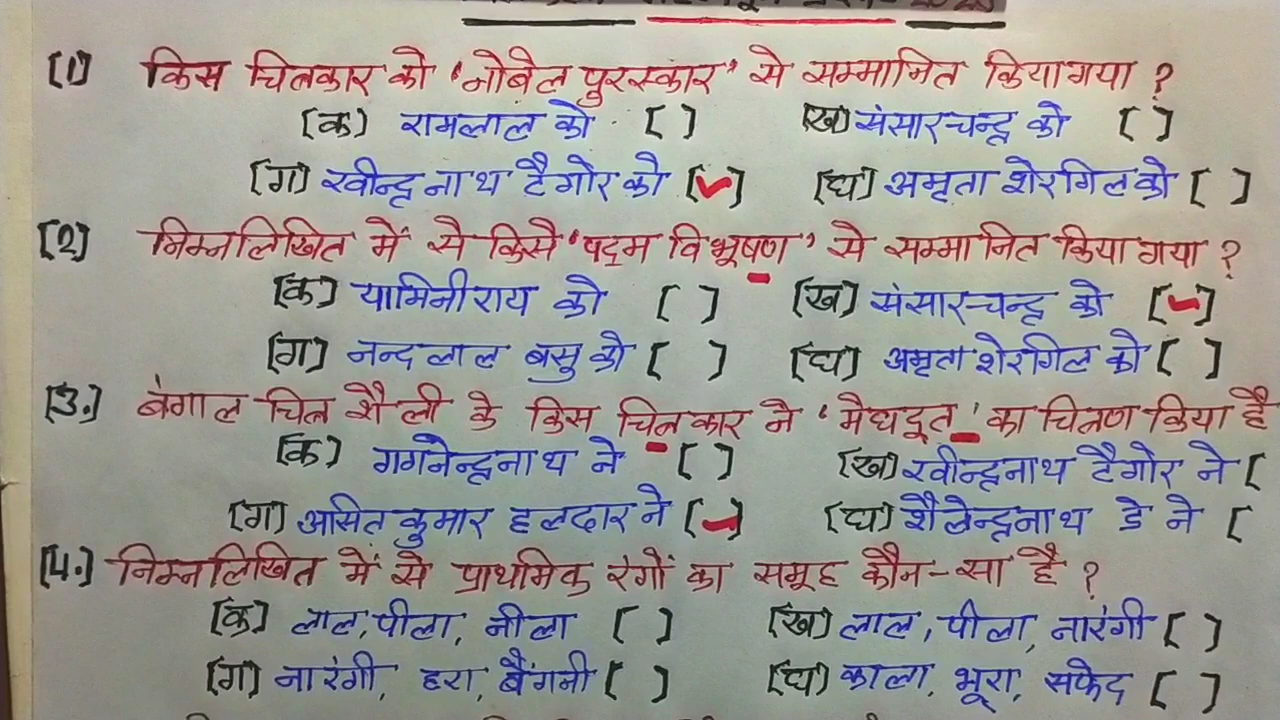 [1] किस चित्रकार को 'नोबेल पुरस्कार' से सम्मानित किया गया ?
[क] रामलाल को [ ] [ख] संसारचन्द्र को [ ]
[ग] रवीन्द्रनाथ टैगोर को [✓] [घ] अमृता शेरगिल को [ ]
[2] निम्नलिखित में से किसे 'पद्म विभूषण' से सम्मानित किया गया ?
[क] यामिनी राय को [ ] [ख] संसारचन्द्र को [✓]
[ग] नन्दलाल बसु को [ ] [घ] अमृता शेरगिल को [ ]
[3.] बंगाल चित्र शैली के किस चित्रकार ने 'मेघदूत' का चित्रण किया है
[क] गगनेन्द्रनाथ ने [ ] [ख] रवीन्द्रनाथ टैगोर ने [
[ग] असित कुमार हलदार ने [✓] [घ] शैलेन्द्रनाथ डे ने [
[4.] निम्नलिखित में से प्राथमिक रंगों का समूह कौन-सा है ?
[क] लाल, पीला, नीला [ ] [ख] लाल, पीला, नारंगी [ ]
[ग] नारंगी, हरा, बैंगनी [ ] [घ] काला, भूरा, सफेद [ ]